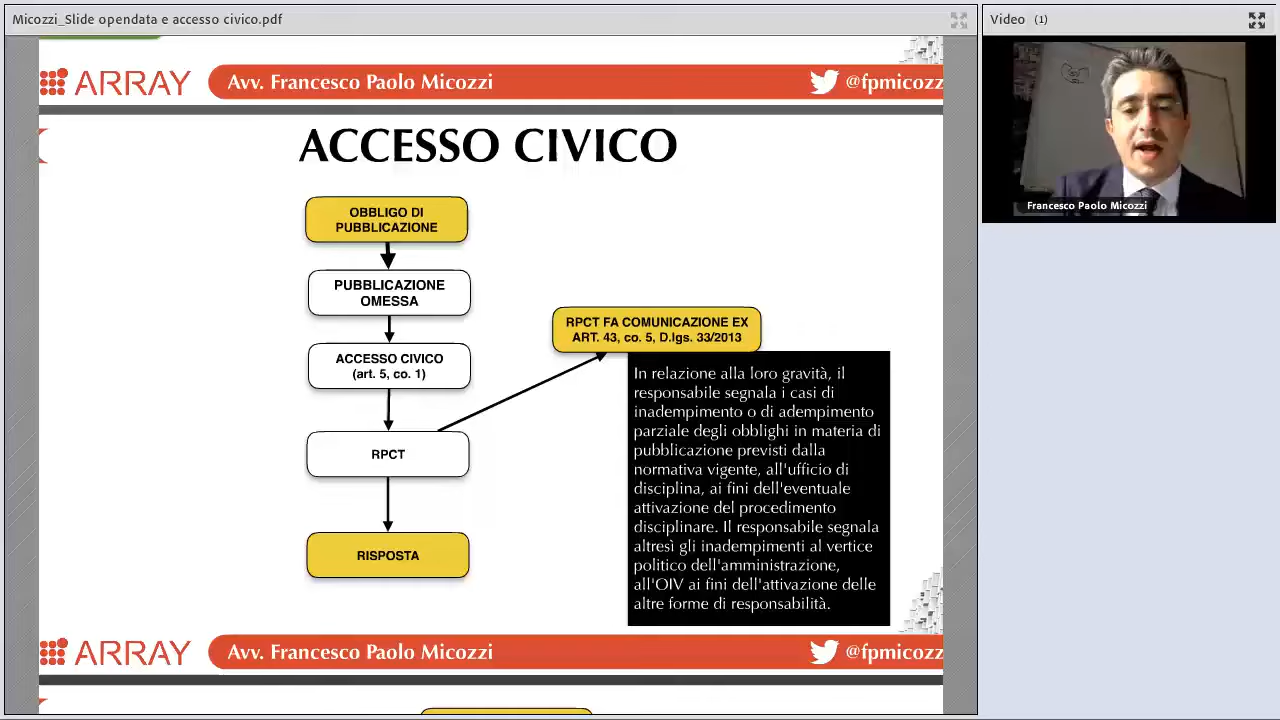 Micozzi_Slide opendata e accesso civico.pdf
Video (1)
ARRAY
Avv. Francesco Paolo Micozzi
@fpmicozz
ACCESSO CIVICO
Francesco Paolo Micozzi
OBBLIGO DI
PUBBLICAZIONE
PUBBLICAZIONE
OMESSA
ACCESSO CIVICO
(art. 5, co. 1)
RPCT
RISPOSTA
RPCT FA COMUNICAZIONE EX
ART. 43, co. 5, D.lgs. 33/2013
In relazione alla loro gravità, il
responsabile segnala i casi di
inadempimento o di adempimento
parziale degli obblighi in materia di
pubblicazione previsti dalla
normativa vigente, all'ufficio di
disciplina, ai fini dell'eventuale
attivazione del procedimento
disciplinare. Il responsabile segnala
altresì gli inadempimenti al vertice
politico dell'amministrazione,
all'OIV ai fini dell'attivazione delle
altre forme di responsabilità.
ARRAY
Avv. Francesco Paolo Micozzi
@fpmicozz